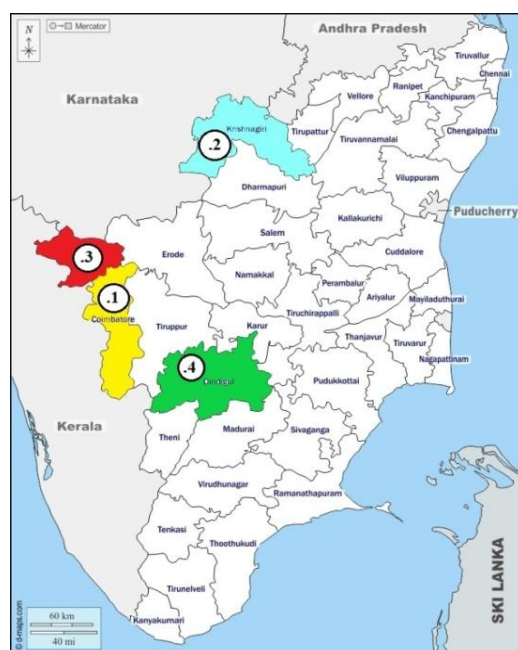 N
Mercator
Andhra Pradesh
Karnataka
Kerala
Puducherry
SKI LANKA
Tiruvallur
Chennai
Ranipet
Vellore
Kanchipuram
Krishnagiri
Tirupattur
Chengalpattu
Tiruvannamalai
.2
Dharmapuri
Viluppuram
Kallakurichi
.3
Salem
Erode
Cuddalore
Namakkal
.1
Perambalur
Ariyalur
Mayiladuthurai
Coimbatore
Tiruppur
Tiruchirappalli
Karur
Thanjavur
Tiruvarur
Nagapattinam
.4
Dindigul
Pudukkottai
Theni
Madurai
Sivaganga
Virudhunagar
Ramanathapuram
Tenkasi
Thoothukudi
Tirunelveli
Kanyakumari
60 km
40 mi
© d-maps.com